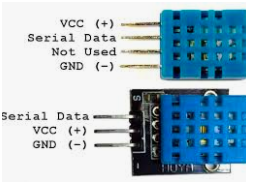 VCC (+)
Serial Data
Not Used
GND (-)
Serial Data
VCC (+)
GND (-)
S